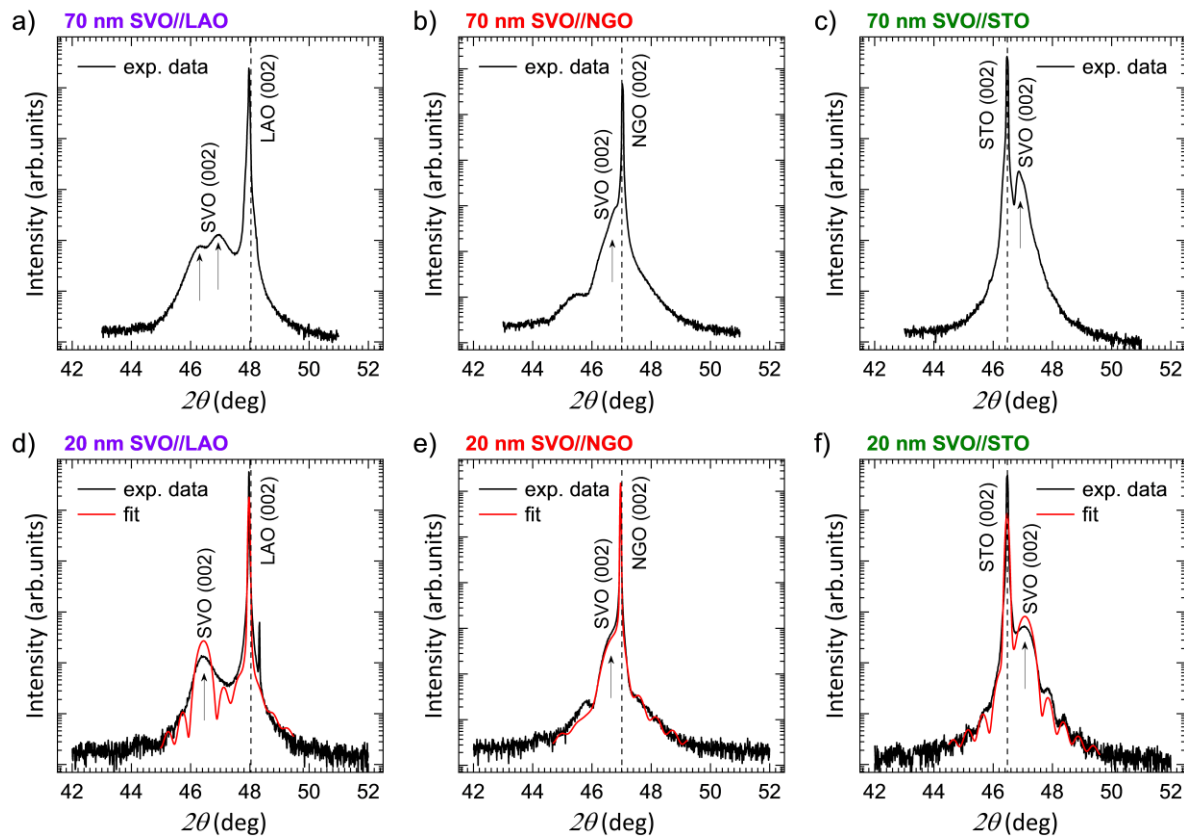 a) 70 nm SVO//LAO
exp. data
SVO (002)
LAO (002)
Intensity (arb.units)
42 44 46 48 50 52
2θ (deg)
b) 70 nm SVO//NGO
exp. data
SVO (002)
NGO (002)
Intensity (arb.units)
42 44 46 48 50 52
2θ (deg)
c) 70 nm SVO//STO
exp. data
STO (002)
SVO (002)
Intensity (arb.units)
42 44 46 48 50 52
2θ (deg)
d) 20 nm SVO//LAO
exp. data
fit
SVO (002)
LAO (002)
Intensity (arb.units)
42 44 46 48 50 52
2θ (deg)
e) 20 nm SVO//NGO
exp. data
fit
SVO (002)
NGO (002)
Intensity (arb.units)
42 44 46 48 50 52
2θ (deg)
f) 20 nm SVO//STO
exp. data
fit
STO (002)
SVO (002)
Intensity (arb.units)
42 44 46 48 50 52
2θ (deg)